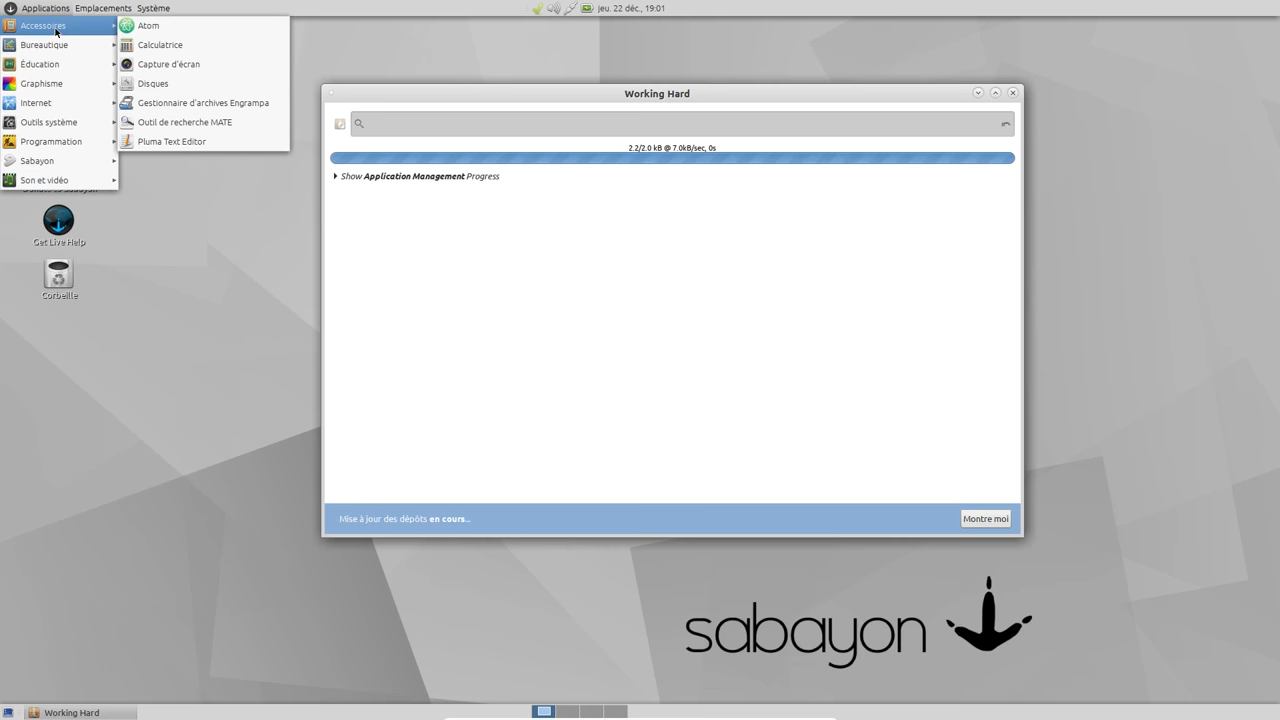 Applications Emplacements Système
jeu. 22 déc., 19:01
Accessoires
Bureautique
Éducation
Graphisme
Internet
Outils système
Programmation
Sabayon
Son et vidéo
Atom
Calculatrice
Capture d'écran
Disques
Gestionnaire d'archives Engrampa
Outil de recherche MATE
Pluma Text Editor
Get Live Help
Corbeille
Working Hard
2.2/2.0 kB @ 7.0kB/sec, 0s
Show Application Management Progress
Mise à jour des dépôts en cours...
Montre moi
sabayon
Working Hard